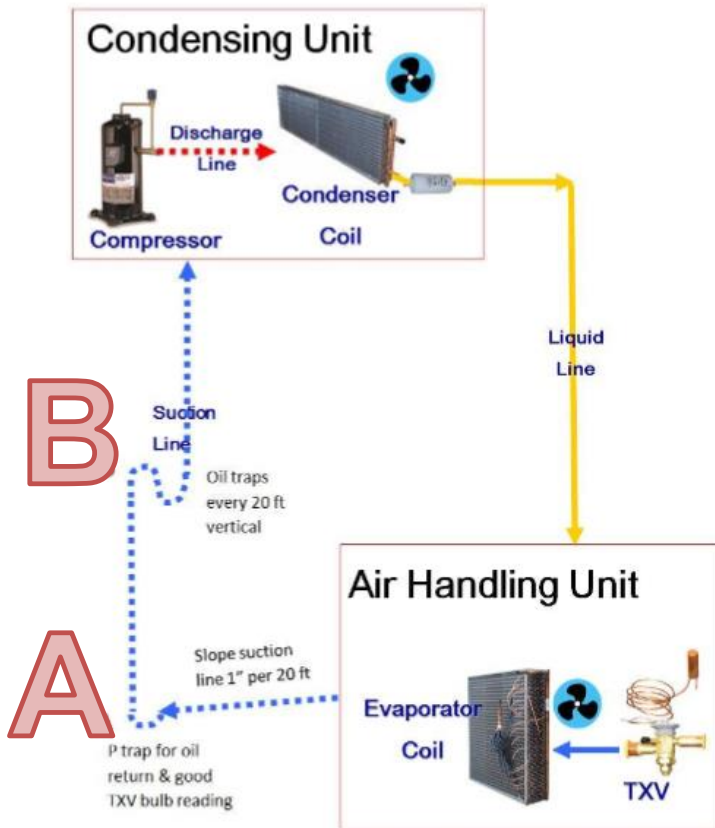 Condensing Unit
Discharge
Line
Condenser
Coil
Compressor
Liquid
Line
B
Suction
Line
Oil traps
every 20 ft
vertical
Air Handling Unit
A
Slope suction
line 1" per 20 ft
Evaporator
Coil
TXV
P trap for oil
return & good
TXV bulb reading